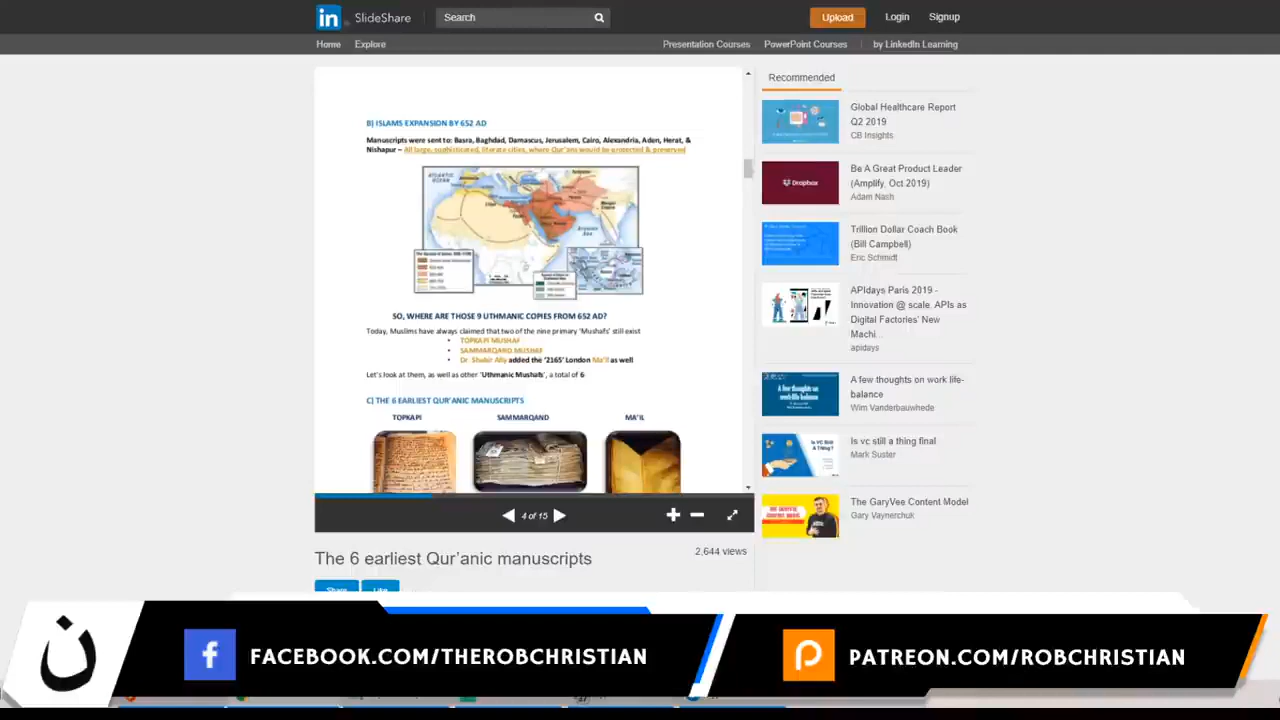 in SlideShare
Search
Upload
Login
Signup
Home
Explore
Presentation Courses
PowerPoint Courses
by LinkedIn Learning
B) ISLAMS EXPANSION BY 652 AD
Manuscripts were sent to: Basra, Baghdad, Damascus, Jerusalem, Cairo, Alexandria, Aden, Herat, &
Nishapur – All large, sophisticated, literate cities, where Qur'ans would be protected & preserved
ATLANTIC
OCEAN
Arabian
Sea
SO, WHERE ARE THOSE 9 UTHMANIC COPIES FROM 652 AD?
Today, Muslims have always claimed that two of the nine primary 'Mushafs' still exist
• TOPKAPI MUSHAF
• SAMMARQAND MUSHAF
• Dr Shabir Ally added the '2165' London Ma'il as well
Let's look at them, as well as other 'Uthmanic Mushafs', a total of 6
C) THE 6 EARLIEST QUR'ANIC MANUSCRIPTS
TOPKAPI
SAMMARQAND
MA'IL
4 of 15
The 6 earliest Qur'anic manuscripts
2,644 views
Share
Like
Recommended
Global Healthcare Report
Q2 2019
CB Insights
Dropbox
Be A Great Product Leader
(Amplify, Oct 2019)
Adam Nash
Trillion Dollar Coach Book
(Bill Campbell)
Eric Schmidt
APIdays Paris 2019 -
Innovation @ scale, APIs as
Digital Factories' New
Machi...
apidays
A few thoughts on work life-
balance
Wim Vanderbauwhede
Is vc still a thing final
Mark Suster
The GaryVee Content Model
Gary Vaynerchuk
ن
f
FACEBOOK.COM/THEROBCHRISTIAN
PATREON.COM/ROBCHRISTIAN